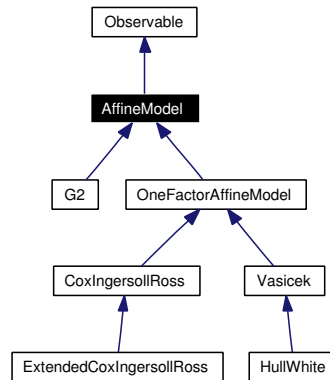 Observable
AffineModel
G2
OneFactorAffineModel
CoxIngersollRoss
Vasicek
ExtendedCoxIngersollRoss
HullWhite